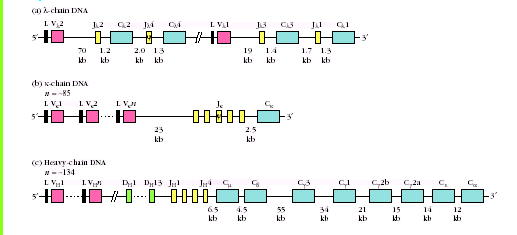 (a) λ-chain DNA
L Vλ2 Jλ2 Cλ2 Jλ4 Cλ4 L Vλ1 Jλ3 Cλ3 Jλ1 Cλ1
5′ 3′
70 kb 1.2 kb 2.0 kb 1.3 kb 19 kb 1.4 kb 1.7 kb 1.3 kb
(b) κ-chain DNA
n = ~85
L Vκ1 L Vκ2 L Vκn Jκ Cκ
5′ 3′
23 kb 2.5 kb
(c) Heavy-chain DNA
n = ~134
L VH1 L VHn DH1 DH13 JH1 JH4 Cμ Cδ Cγ3 Cγ1 Cγ2b Cγ2a Cε Cα
5′ 3′
6.5 kb 4.5 kb 55 kb 34 kb 21 kb 15 kb 14 kb 12 kb